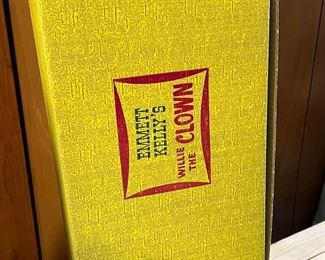 EMMETT
KELLY'S
WILLIE
THE CLOWN